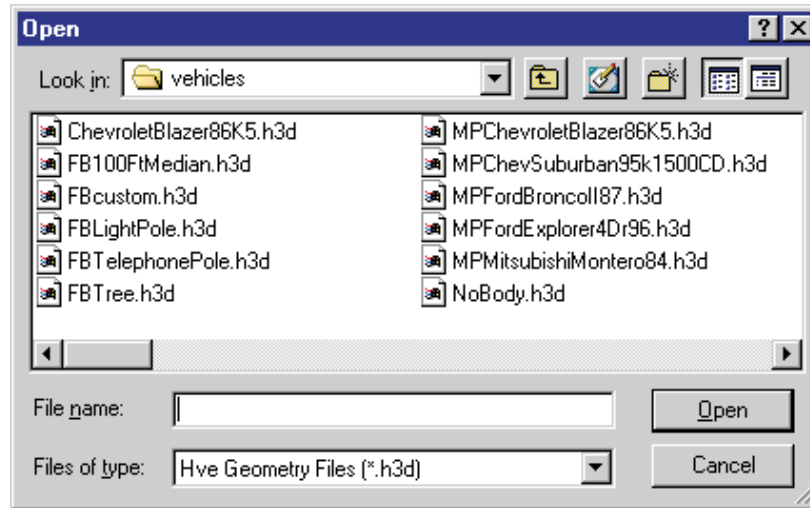 Open
Look in: vehicles
ChevroletBlazer86K5.h3d MPChevroletBlazer86K5.h3d
FB100FtMedian.h3d MPChevSuburban95k1500CD.h3d
FBcustom.h3d MPFordBroncoII87.h3d
FBLightPole.h3d MPFordExplorer4Dr96.h3d
FBTelephonePole.h3d MPMitsubishiMontero84.h3d
FBTree.h3d NoBody.h3d
File name: Open
Files of type: Hve Geometry Files (*.h3d) Cancel